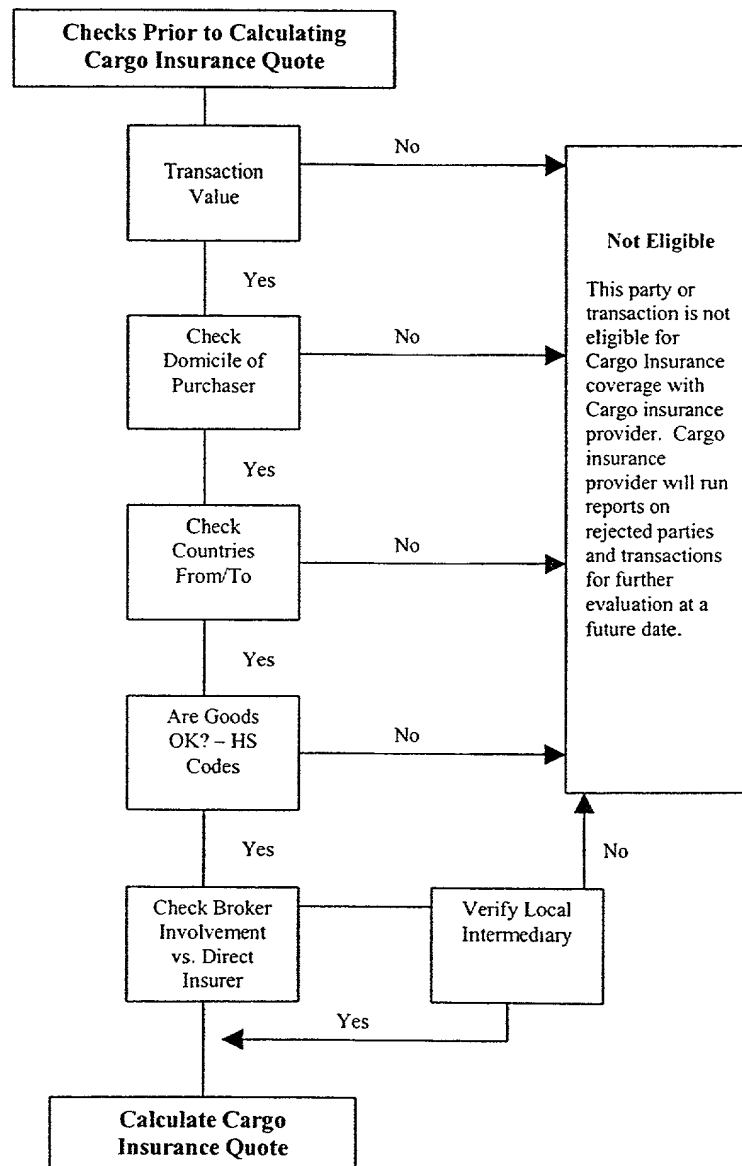 Checks Prior to Calculating
Cargo Insurance Quote
Transaction
Value
No
Yes
Check
Domicile of
Purchaser
No
Yes
Check
Countries
From/To
No
Yes
Are Goods
OK? – HS
Codes
No
Yes
Check Broker
Involvement
vs. Direct
Insurer
Verify Local
Intermediary
No
Yes
Not Eligible
This party or
transaction is not
eligible for
Cargo Insurance
coverage with
Cargo insurance
provider. Cargo
insurance
provider will run
reports on
rejected parties
and transactions
for further
evaluation at a
future date.
Calculate Cargo
Insurance Quote